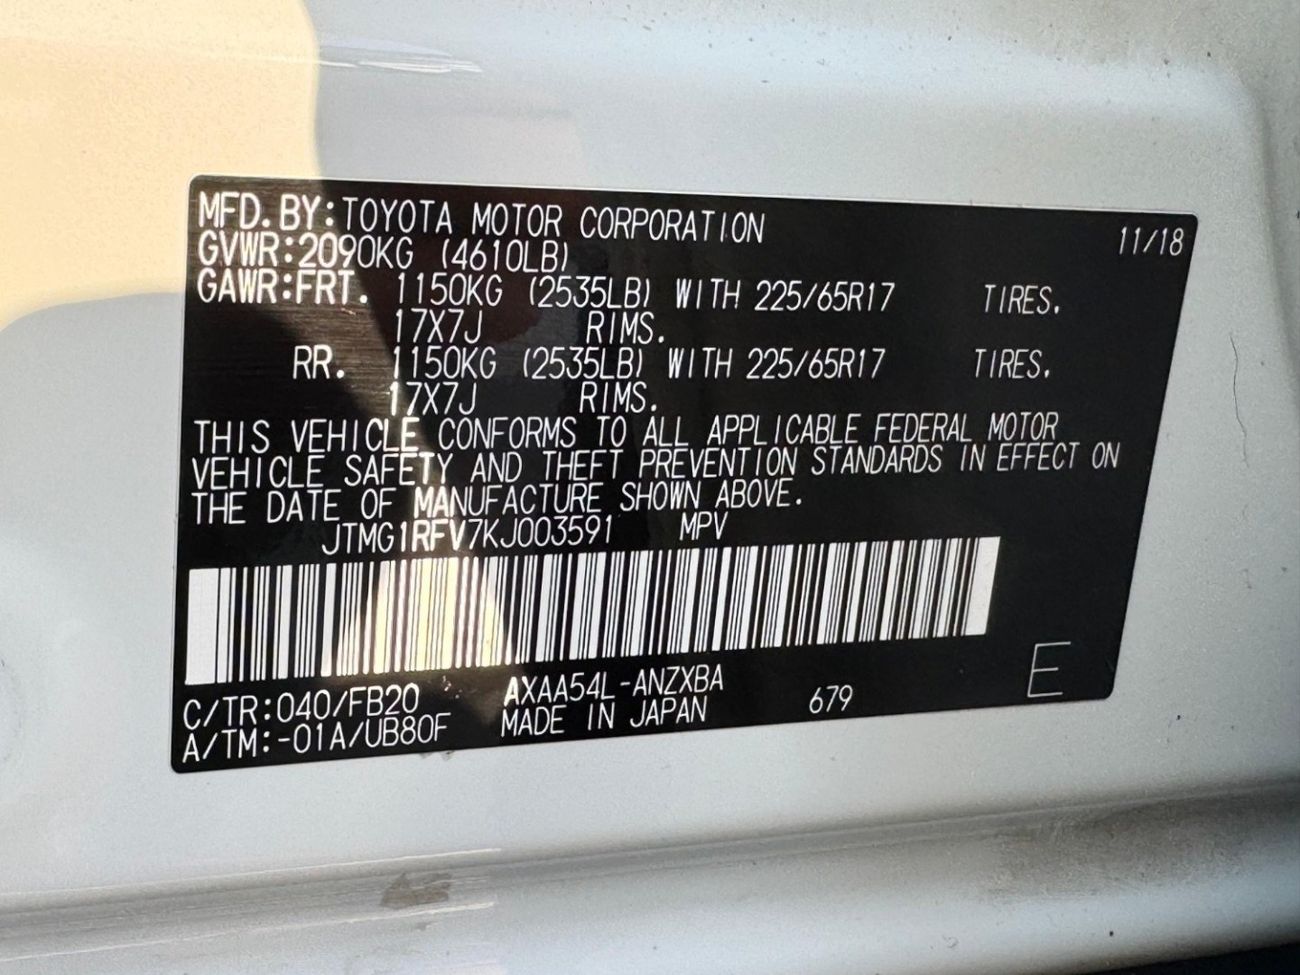 MFD.BY:TOYOTA MOTOR CORPORATION 11/18
GVWR:2090KG (4610LB)
GAWR:FRT. 1150KG (2535LB) WITH 225/65R17 TIRES.
17X7J RIMS.
RR. 1150KG (2535LB) WITH 225/65R17 TIRES.
17X7J RIMS.
THIS VEHICLE CONFORMS TO ALL APPLICABLE FEDERAL MOTOR
VEHICLE SAFETY AND THEFT PREVENTION STANDARDS IN EFFECT ON
THE DATE OF MANUFACTURE SHOWN ABOVE.
JTMG1RFV7KJ003591 MPV
C/TR:040/FB20 AXAA54L-ANZXBA 679 E
A/TM:-01A/UB80F MADE IN JAPAN